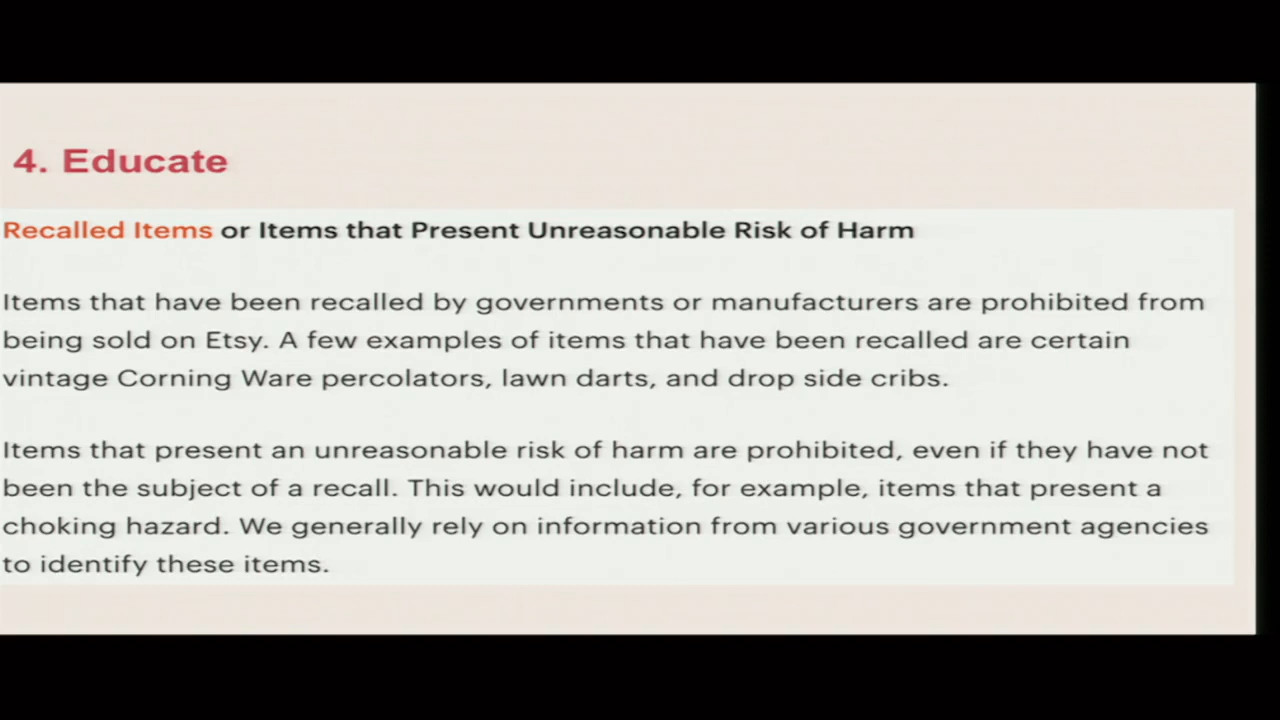 4. Educate
Recalled Items or Items that Present Unreasonable Risk of Harm
Items that have been recalled by governments or manufacturers are prohibited from
being sold on Etsy. A few examples of items that have been recalled are certain
vintage Corning Ware percolators, lawn darts, and drop side cribs.
Items that present an unreasonable risk of harm are prohibited, even if they have not
been the subject of a recall. This would include, for example, items that present a
choking hazard. We generally rely on information from various government agencies
to identify these items.